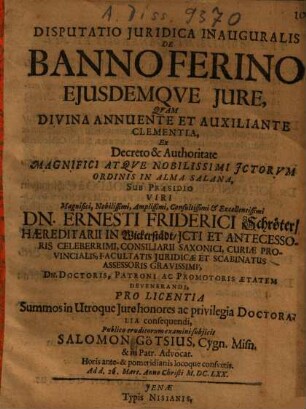 A. Diss. 9370
DISPUTATIO JURIDICA INAUGURALIS
DE
BANNO FERINO
EJUSDEMQVE JURE,
QVAM
DIVINA ANNUENTE ET AUXILIANTE
CLEMENTIA,
Ex
Decreto & Authoritate
MAGNIFICI ATQVE NOBILISSIMI JCTORVM
ORDINIS IN ALMA SALANA,
SUB PRÆSIDIO
VIRI
Magnifici, Nobilissimi, Amplissimi, Consultissimi & Excellentissimi
DN. ERNESTI FRIDERICI Schröter/
HÆREDITARII IN Wickerstädt/ JCTI ET ANTECESSO-
RIS CELEBERRIMI, CONSILIARII SAXONICI, CURIÆ PRO-
VINCIALIS, FACULTATIS JURIDICÆ ET SCABINATUS
ASSESSORIS GRAVISSIMI,
Dn. DOCTORIS, PATRONI AC PROMOTORIS ÆTATEM
DEVENERANDI,
PRO LICENTIA
Summos in Utroque Jure honores ac privilegia DOCTORA-
LIA consequendi,
Publico eruditorum examini subjicit
SALOMON GÖTSIUS, Cygn. Misn.
& in Patr. Advocat.
Horis ante- & pomeridianis locoque consuetis.
Ad d. 26. Mart. Anno Christi M DC. LXX.
JENÆ
Typis NISIANIS.